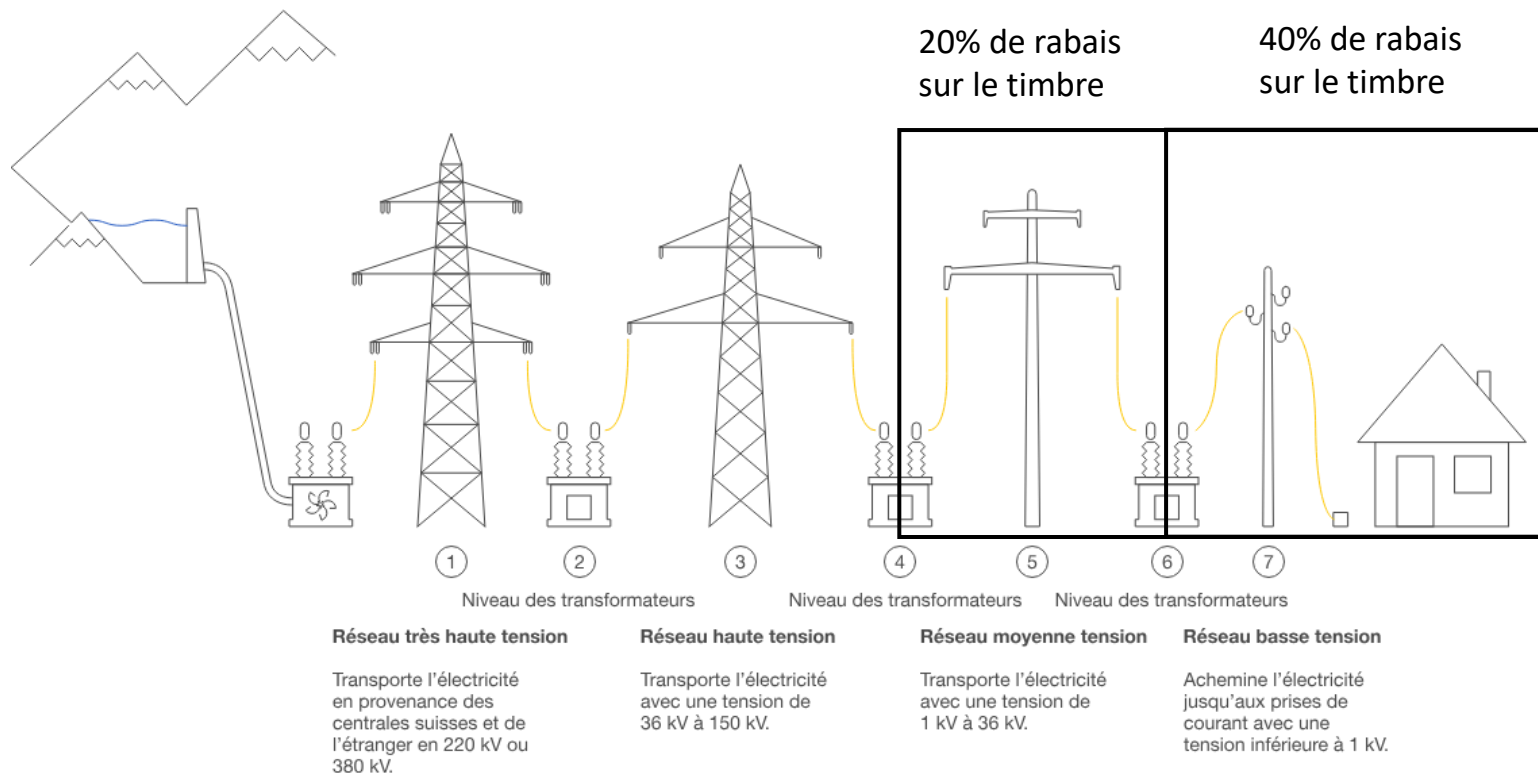 20% de rabais
sur le timbre
40% de rabais
sur le timbre
1
2
3
4
5
6
7
Niveau des transformateurs
Niveau des transformateurs
Niveau des transformateurs
Réseau très haute tension
Transporte l’électricité
en provenance des
centrales suisses et de
l’étranger en 220 kV ou
380 kV.
Réseau haute tension
Transporte l’électricité
avec une tension de
36 kV à 150 kV.
Réseau moyenne tension
Transporte l’électricité
avec une tension de
1 kV à 36 kV.
Réseau basse tension
Achemine l’électricité
jusqu’aux prises de
courant avec une
tension inférieure à 1 kV.